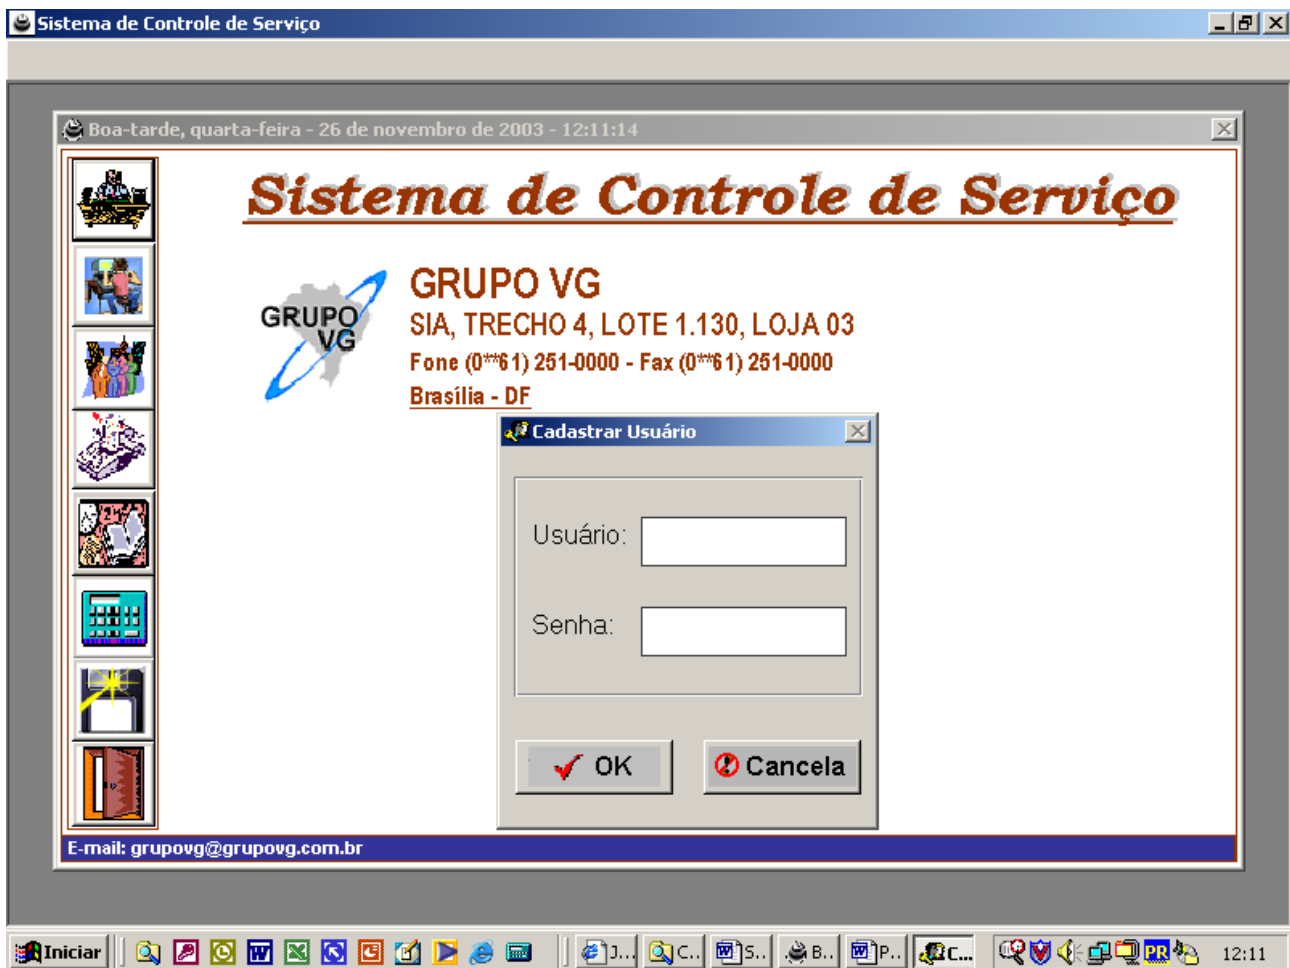 Sistema de Controle de Serviço
Boa-tarde, quarta-feira - 26 de novembro de 2003 - 12:11:14
Sistema de Controle de Serviço
GRUPO VG
GRUPO VG
SIA, TRECHO 4, LOTE 1.130, LOJA 03
Fone (0**61) 251-0000 - Fax (0**61) 251-0000
Brasília - DF
Cadastrar Usuário
Usuário:
Senha:
OK Cancela
E-mail: grupovg@grupovg.com.br
Iniciar J... C.. S.. B.. P.. C... PR 12:11